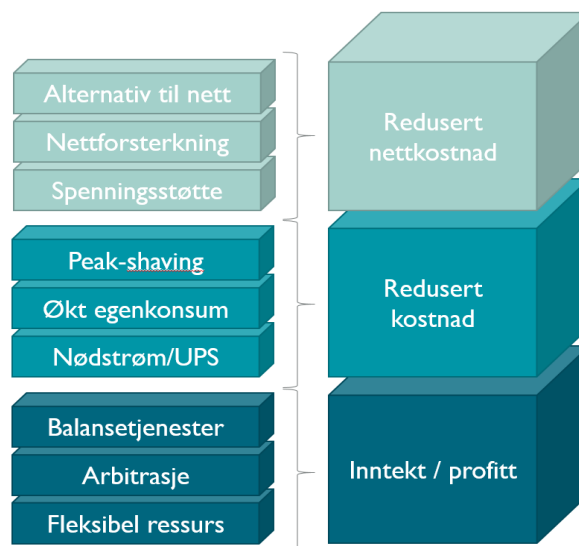 Alternativ til nett
Nettforsterkning
Spenningsstøtte
Redusert
nettkostnad
Peak-shaving
Økt egenkonsum
Nødstrøm/UPS
Redusert
kostnad
Balansetjenester
Arbitrasje
Fleksibel ressurs
Inntekt / profitt